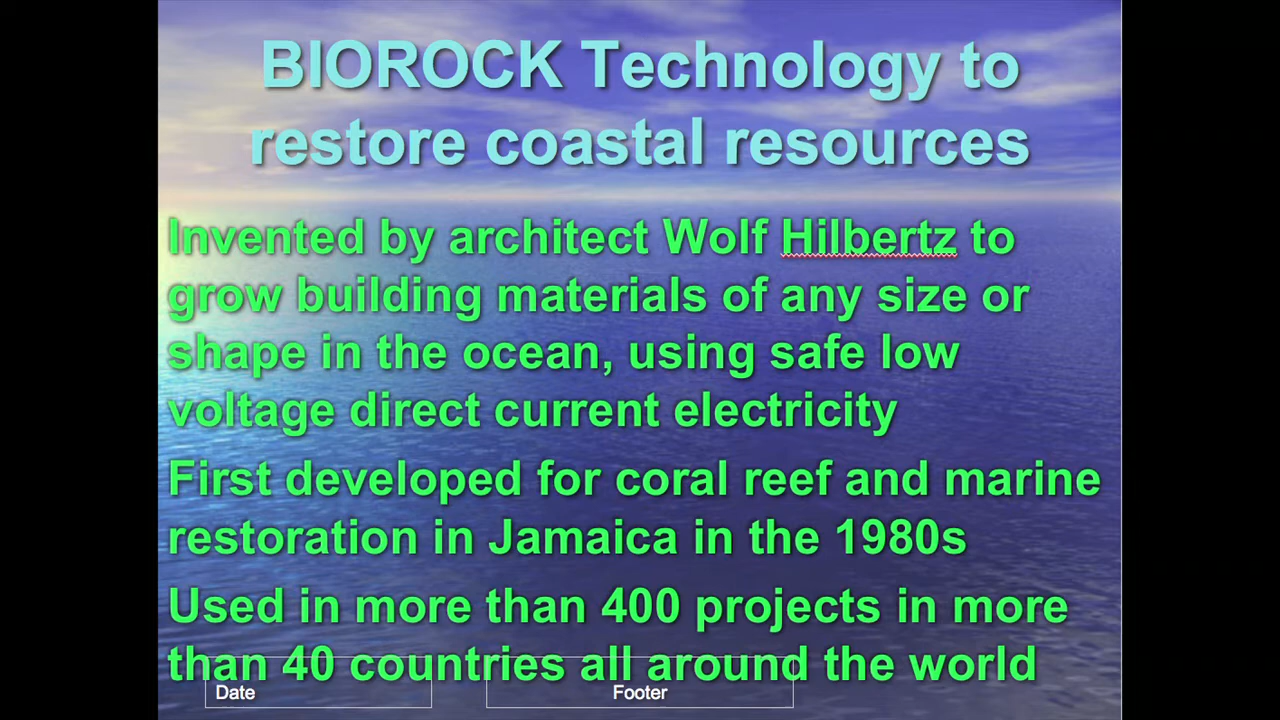 BIOROCK Technology to
restore coastal resources
Invented by architect Wolf Hilbertz to
grow building materials of any size or
shape in the ocean, using safe low
voltage direct current electricity
First developed for coral reef and marine
restoration in Jamaica in the 1980s
Used in more than 400 projects in more
than 40 countries all around the world
Date
Footer